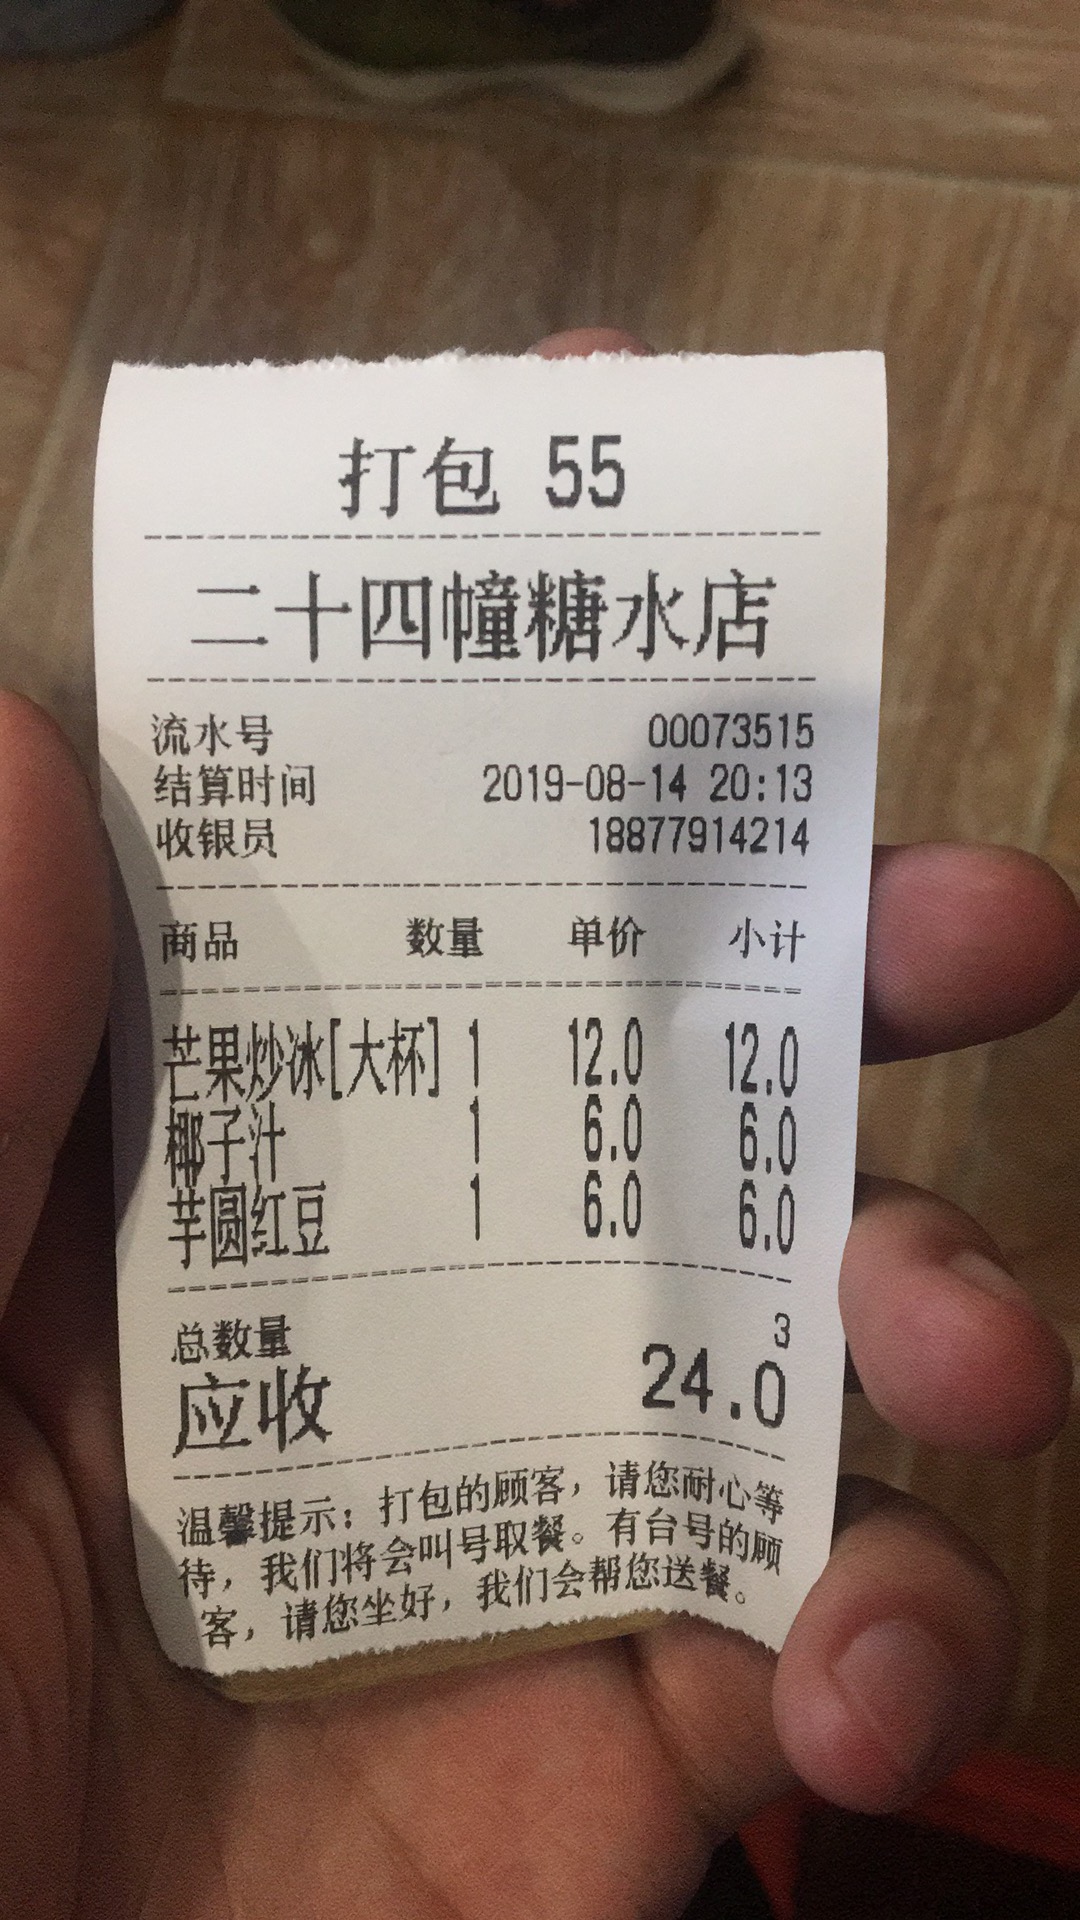 打包 55
二十四幢糖水店
流水号 00073515
结算时间 2019-08-14 20:13
收银员 18877914214
商品 数量 单价 小计
芒果炒冰[大杯] 1 12.0 12.0
椰子汁 1 6.0 6.0
芋圆红豆 1 6.0 6.0
总数量 3
应收 24.0
温馨提示：打包的顾客，请您耐心等
待，我们将会叫号取餐。有台号的顾
客，请您坐好，我们会帮您送餐。